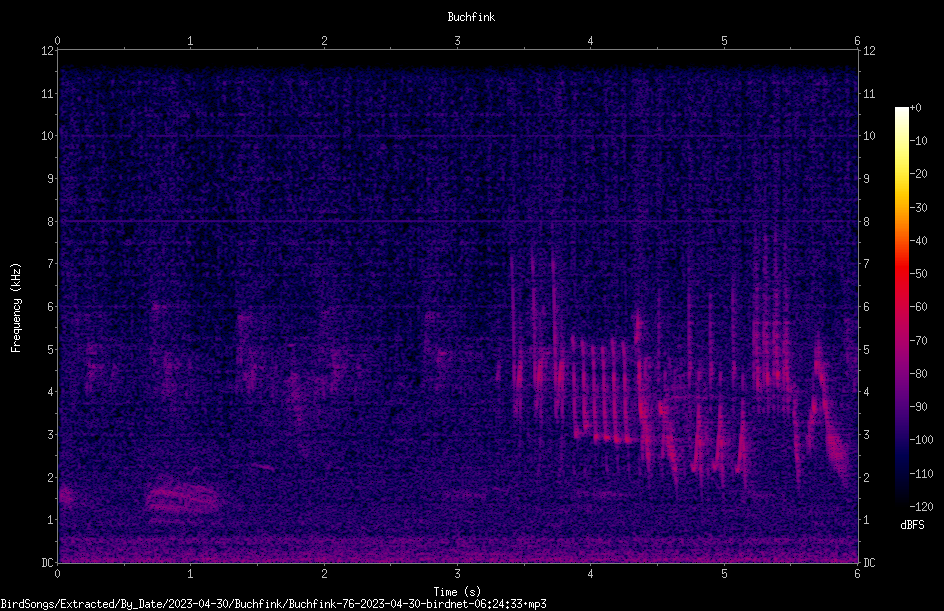 Buchfink
0 1 2 3 4 5 6
12 12 +0
11 11 -10
10 10 -20
9 9 -30
8 8 -40
7 7 -50
6 6 -60
5 5 -70
4 4 -80
3 3 -90
2 2 -100
1 1 -110
DC DC -120
Frequency (kHz)
dBFS
0 1 2 3 4 5 6
Time (s)
BirdSongs/Extracted/By_Date/2023-04-30/Buchfink/Buchfink-76-2023-04-30-birdnet-06:24:33.mp3